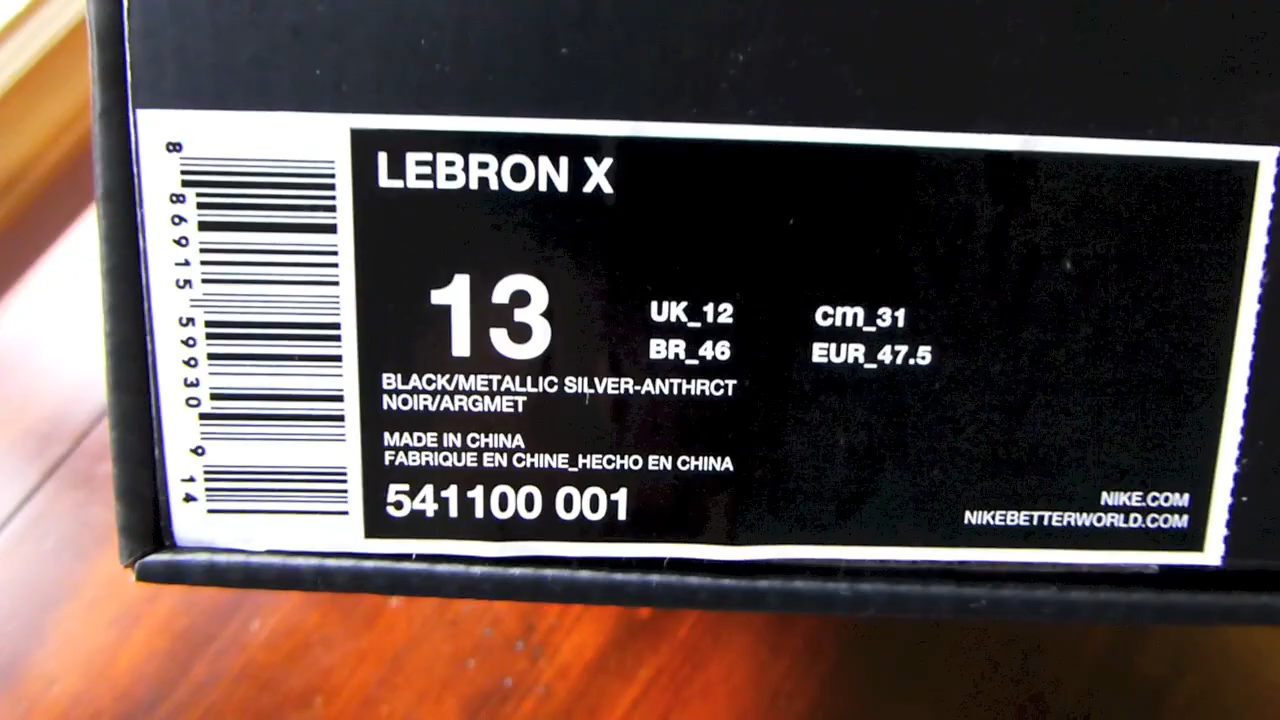 LEBRON X
13
UK_12 cm_31
BR_46 EUR_47.5
BLACK/METALLIC SILVER-ANTHRCT
NOIR/ARGMET
MADE IN CHINA
FABRIQUE EN CHINE_HECHO EN CHINA
541100 001
NIKE.COM
NIKEBETTERWORLD.COM
8 86915 59930 9 14